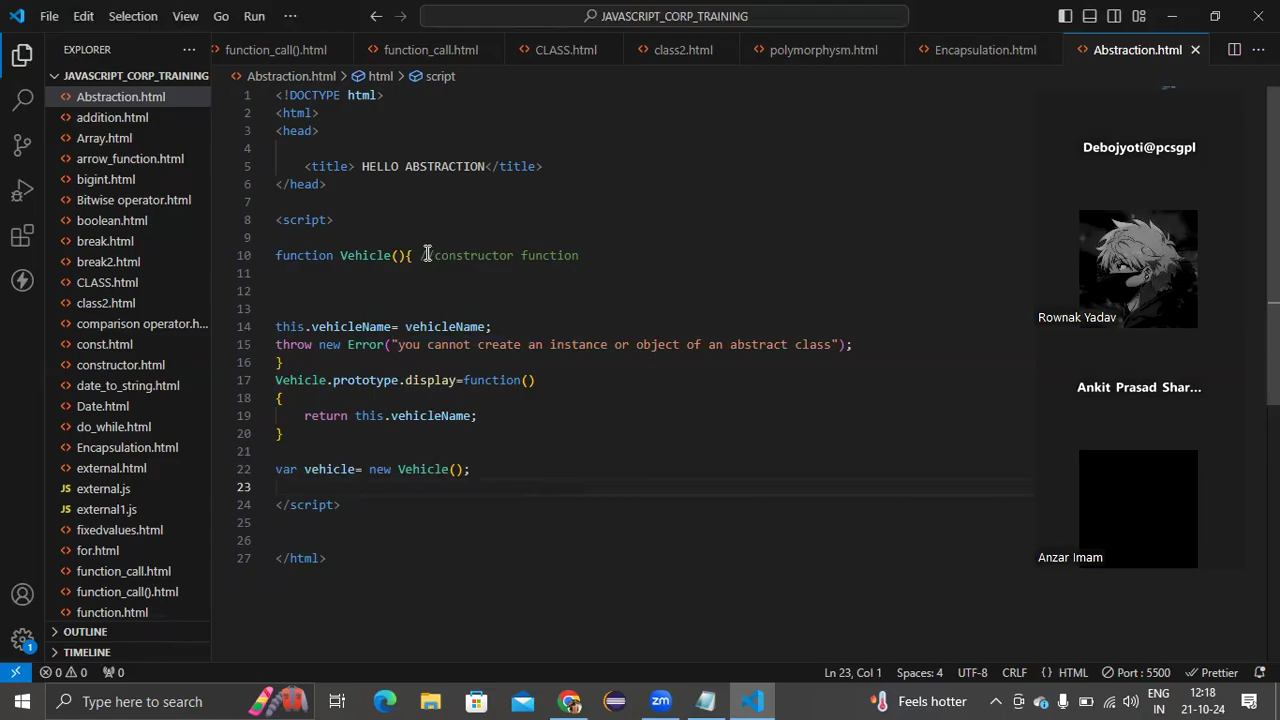 File Edit Selection View Go Run ···
JAVASCRIPT_CORP_TRAINING
EXPLORER ···
function_call().html function_call.html CLASS.html class2.html polymorphysm.html Encapsulation.html Abstraction.html
JAVASCRIPT_CORP_TRAINING
Abstraction.html
addition.html
Array.html
arrow_function.html
bigint.html
Bitwise operator.html
boolean.html
break.html
break2.html
CLASS.html
class2.html
comparison operator.h...
const.html
constructor.html
date_to_string.html
Date.html
do_while.html
Encapsulation.html
external.html
JS external.js
JS external1.js
fixedvalues.html
for.html
function_call.html
function_call().html
function.html
OUTLINE
TIMELINE
Abstraction.html > html > script
1 <!DOCTYPE html>
2 <html>
3 <head>
4
5 <title> HELLO ABSTRACTION</title>
6 </head>
7
8 <script>
9
10 function Vehicle(){ //constructor function
11
12
13
14 this.vehicleName= vehicleName;
15 throw new Error("you cannot create an instance or object of an abstract class");
16 }
17 Vehicle.prototype.display=function()
18 {
19 return this.vehicleName;
20 }
21
22 var vehicle= new Vehicle();
23
24 </script>
25
26
27 </html>
Debojyoti@pcsgpl
Rownak Yadav
Ankit Prasad Shar...
Anzar Imam
1
0 0 0
Ln 23, Col 1 Spaces: 4 UTF-8 CRLF {} HTML Port : 5500 Prettier
Type here to search
zm
Feels hotter
ENG
IN
12:18
21-10-24